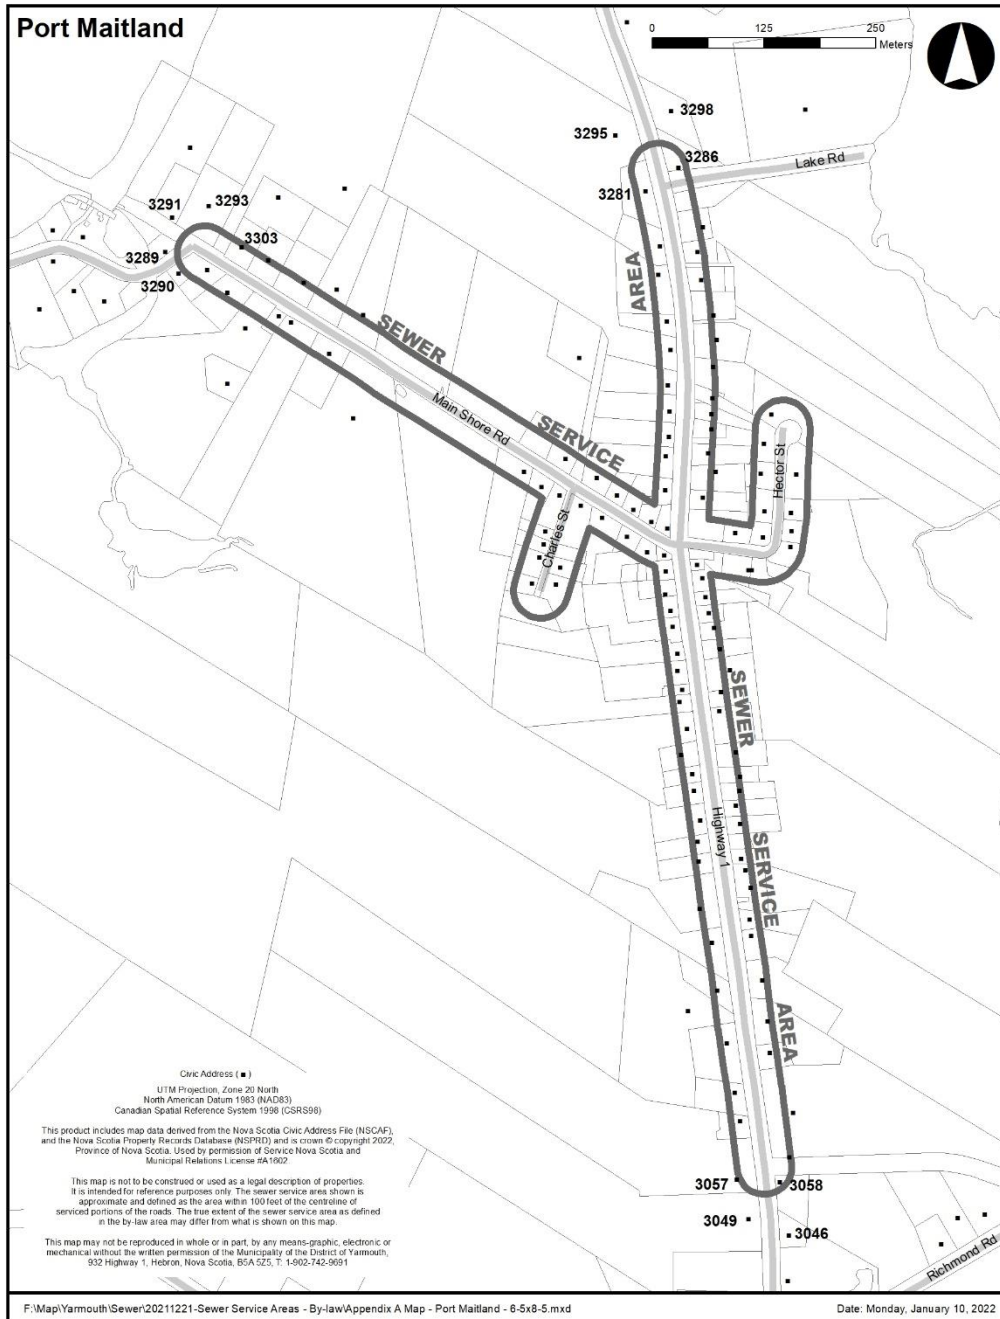 Port Maitland
0 125 250
Meters
3298
3295
3286
Lake Rd
3281
3291
3293
3303
3289
3290
AREA
SEWER
Main Shore Rd
SERVICE
Hector St
Charles St
SEWER
Highway 1
SERVICE
AREA
Civic Address ( ■ )
UTM Projection, Zone 20 North
North American Datum 1983 (NAD83)
Canadian Spatial Reference System 1998 (CSRS98)
This product includes map data derived from the Nova Scotia Civic Address File (NSCAF),
and the Nova Scotia Property Records Database (NSPRD) and is crown © copyright 2022,
Province of Nova Scotia. Used by permission of Service Nova Scotia and
Municipal Relations License #A1602.
This map is not to be construed or used as a legal description of properties.
It is intended for reference purposes only. The sewer service area shown is
approximate and defined as the area within 100 feet of the centreline of
serviced portions of the roads. The true extent of the sewer service area as defined
in the by-law area may differ from what is shown on this map.
This map may not be reproduced in whole or in part, by any means-graphic, electronic or
mechanical without the written permission of the Municipality of the District of Yarmouth,
932 Highway 1, Hebron, Nova Scotia, B5A 5Z5, T: 1-902-742-9691
3057
3058
3049
3046
Richmond Rd
F:\Map\Yarmouth\Sewer\20211221-Sewer Service Areas - By-law\Appendix A Map - Port Maitland - 6-5x8-5.mxd
Date: Monday, January 10, 2022